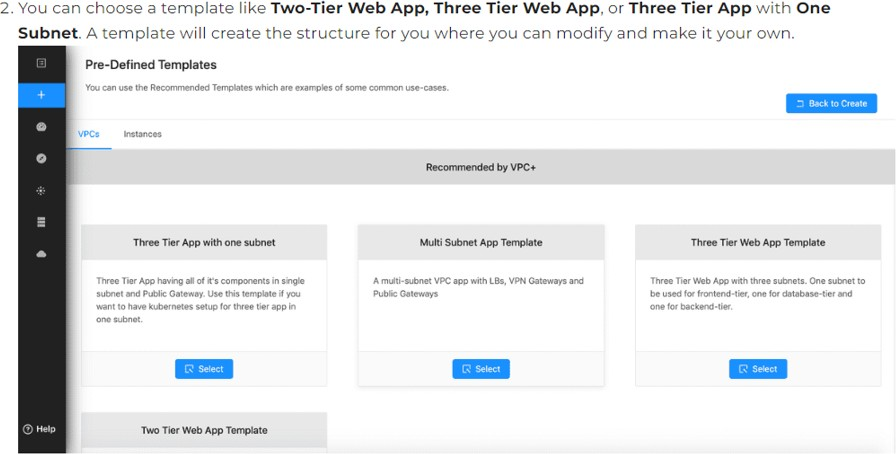 2. You can choose a template like Two-Tier Web App, Three Tier Web App, or Three Tier App with One
Subnet. A template will create the structure for you where you can modify and make it your own.
Pre-Defined Templates
You can use the Recommended Templates which are examples of some common use-cases.
Back to Create
VPCs
Instances
Recommended by VPC+
Three Tier App with one subnet
Three Tier App having all of it's components in single
subnet and Public Gateway. Use this template if you
want to have kubernetes setup for three tier app in
one subnet.
Select
Multi Subnet App Template
A multi-subnet VPC app with LBs, VPN Gateways and
Public Gateways
Select
Three Tier Web App Template
Three Tier Web App with three subnets. One subnet to
be used for frontend-tier, one for database-tier and
one for backend-tier.
Select
Two Tier Web App Template
Help